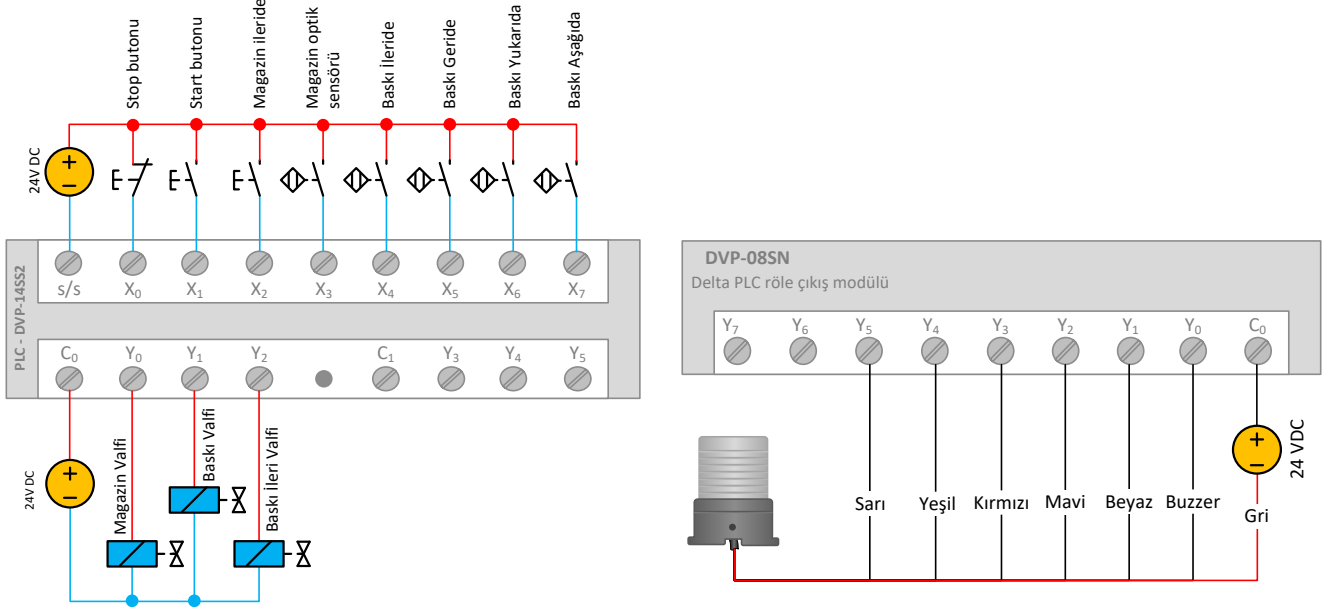 Stop butonu
Start butonu
Magazin ileride
Magazin optik
sensörü
Baskı İleride
Baskı Geride
Baskı Yukarıda
Baskı Aşağıda
24V DC
+
−
PLC - DVP-14SS2
s/s X0 X1 X2 X3 X4 X5 X6 X7
C0 Y0 Y1 Y2 C1 Y3 Y4 Y5
24V DC
+
−
Magazin Valfi
Baskı Valfi
Baskı İleri Valfi
DVP-08SN
Delta PLC röle çıkış modülü
Y7 Y6 Y5 Y4 Y3 Y2 Y1 Y0 C0
+
−
24 VDC
Sarı Yeşil Kırmızı Mavi Beyaz Buzzer Gri